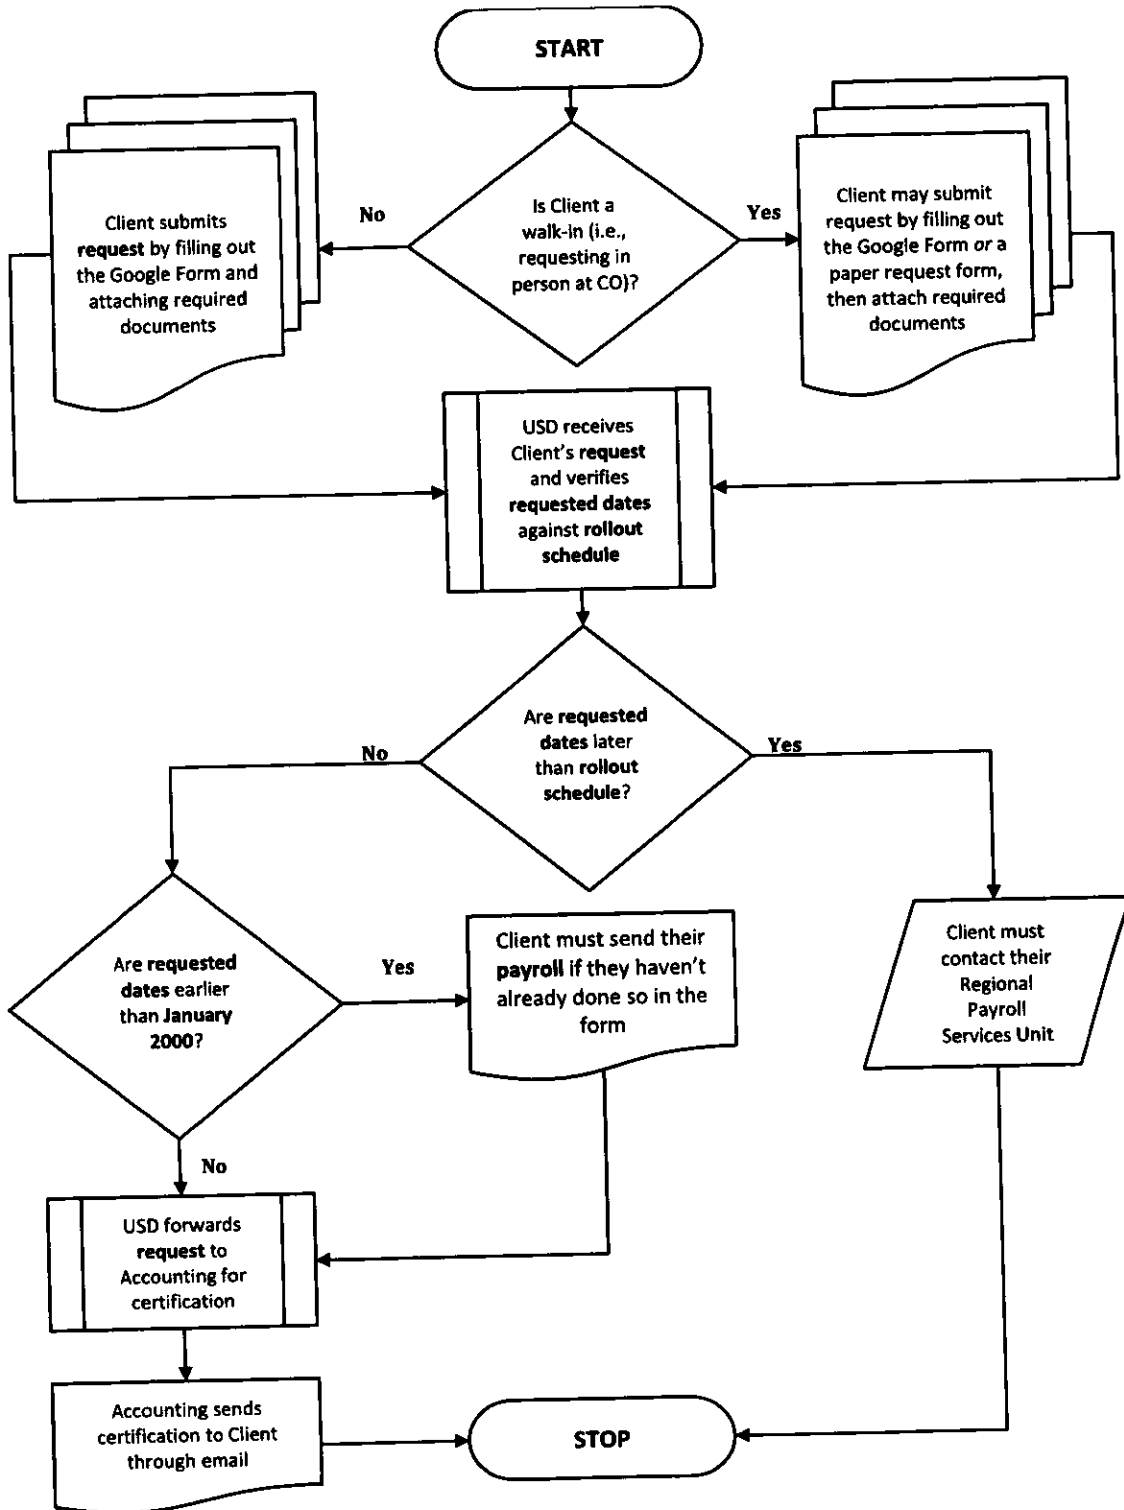 START
Is Client a
walk-in (i.e.,
requesting in
person at CO)?
No
Yes
Client submits
request by filling out
the Google Form and
attaching required
documents
Client may submit
request by filling out
the Google Form or a
paper request form,
then attach required
documents
USD receives
Client's request
and verifies
requested dates
against rollout
schedule
Are requested
dates later
than rollout
schedule?
No
Yes
Are requested
dates earlier
than January
2000?
Yes
Client must send their
payroll if they haven't
already done so in the
form
Client must
contact their
Regional
Payroll
Services Unit
No
USD forwards
request to
Accounting for
certification
Accounting sends
certification to Client
through email
STOP